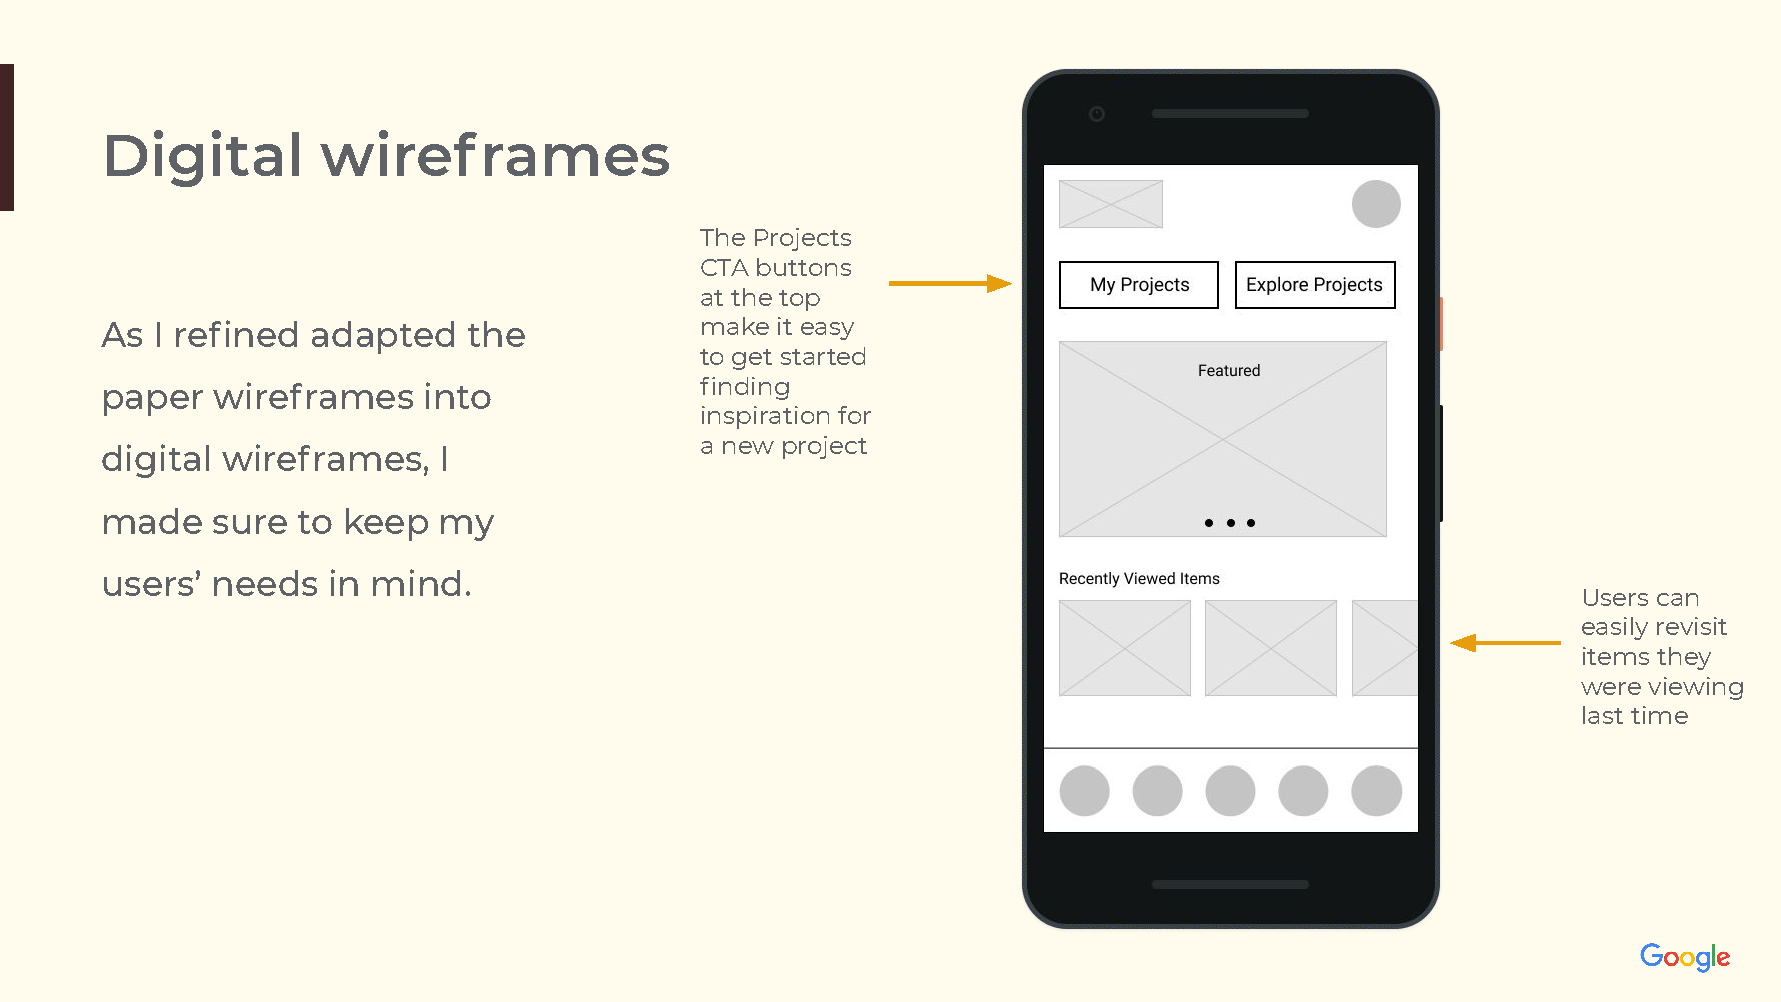 Digital wireframes
As I refined adapted the
paper wireframes into
digital wireframes, I
made sure to keep my
users’ needs in mind.
The Projects
CTA buttons
at the top
make it easy
to get started
finding
inspiration for
a new project
My Projects
Explore Projects
Featured
Recently Viewed Items
Users can
easily revisit
items they
were viewing
last time
Google